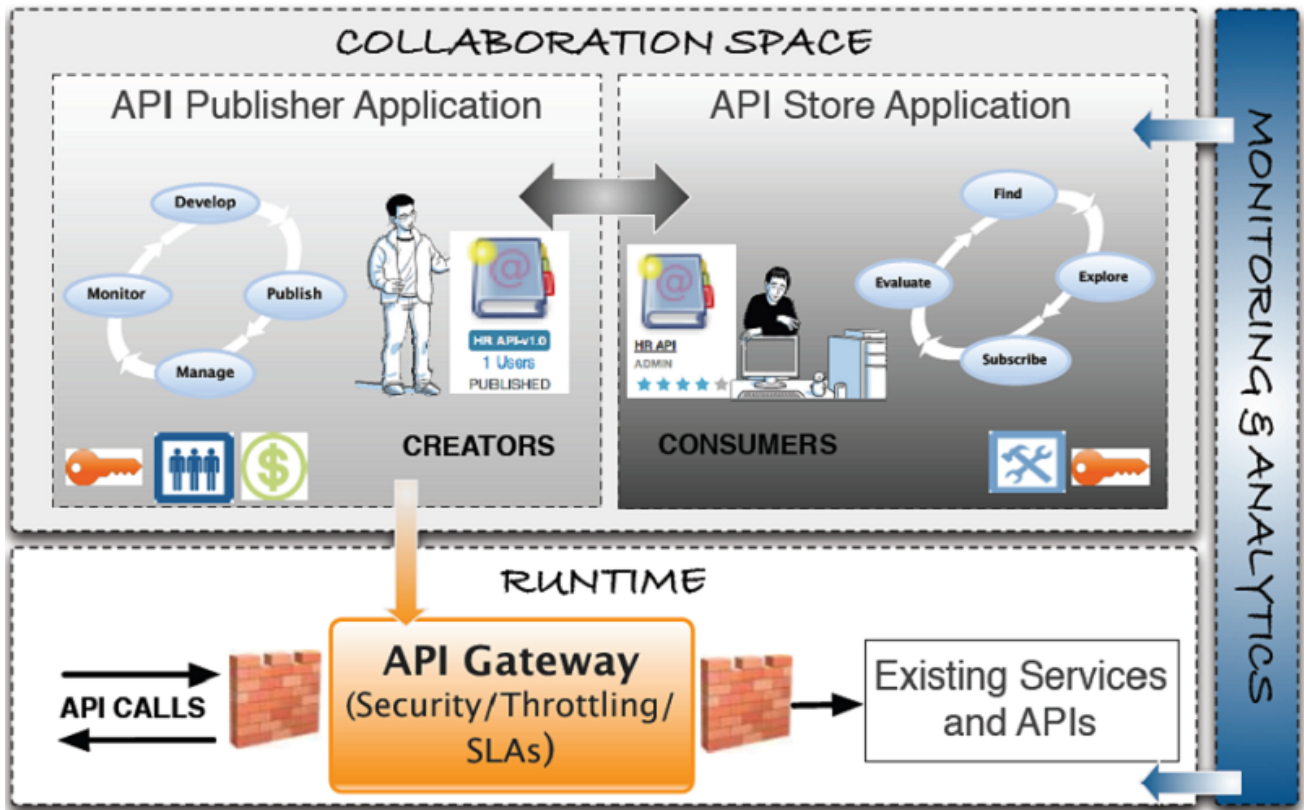 COLLABORATION SPACE
API Publisher Application
Develop
Monitor
Publish
Manage
@
HR API-v1.0
1 Users
PUBLISHED
CREATORS
$
API Store Application
@
HR API
ADMIN
Find
Evaluate
Explore
Subscribe
CONSUMERS
MONITORING & ANALYTICS
RUNTIME
API CALLS
API Gateway
(Security/Throttling/
SLAs)
Existing Services
and APIs